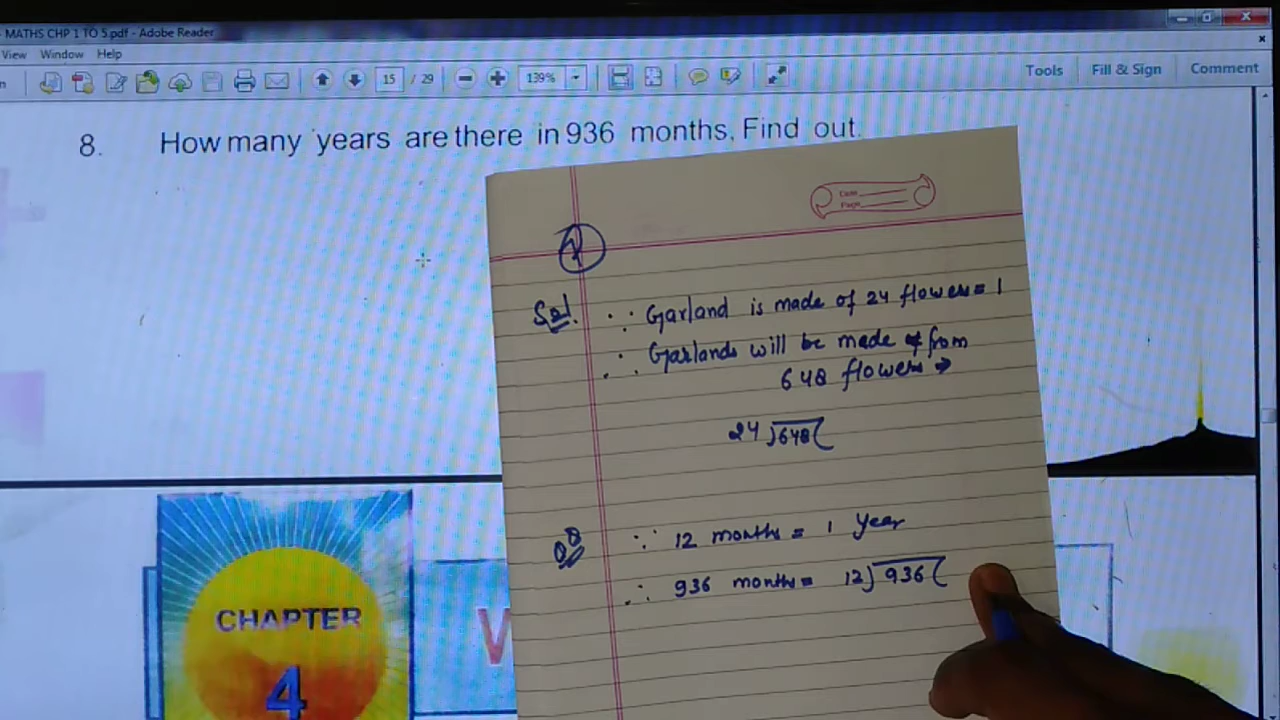 MATHS CHP 1 TO 5.pdf - Adobe Reader
View Window Help
15 / 29 139% Tools Fill & Sign Comment
8. How many years are there in 936 months, Find out.
Date
Page
Sol. ∵ Garland is made of 24 flowers = 1
∴ Garlands will be made from
648 flowers →
24)648(
Q8 ∵ 12 months = 1 Year
∴ 936 months = 12)936(
CHAPTER
4
W